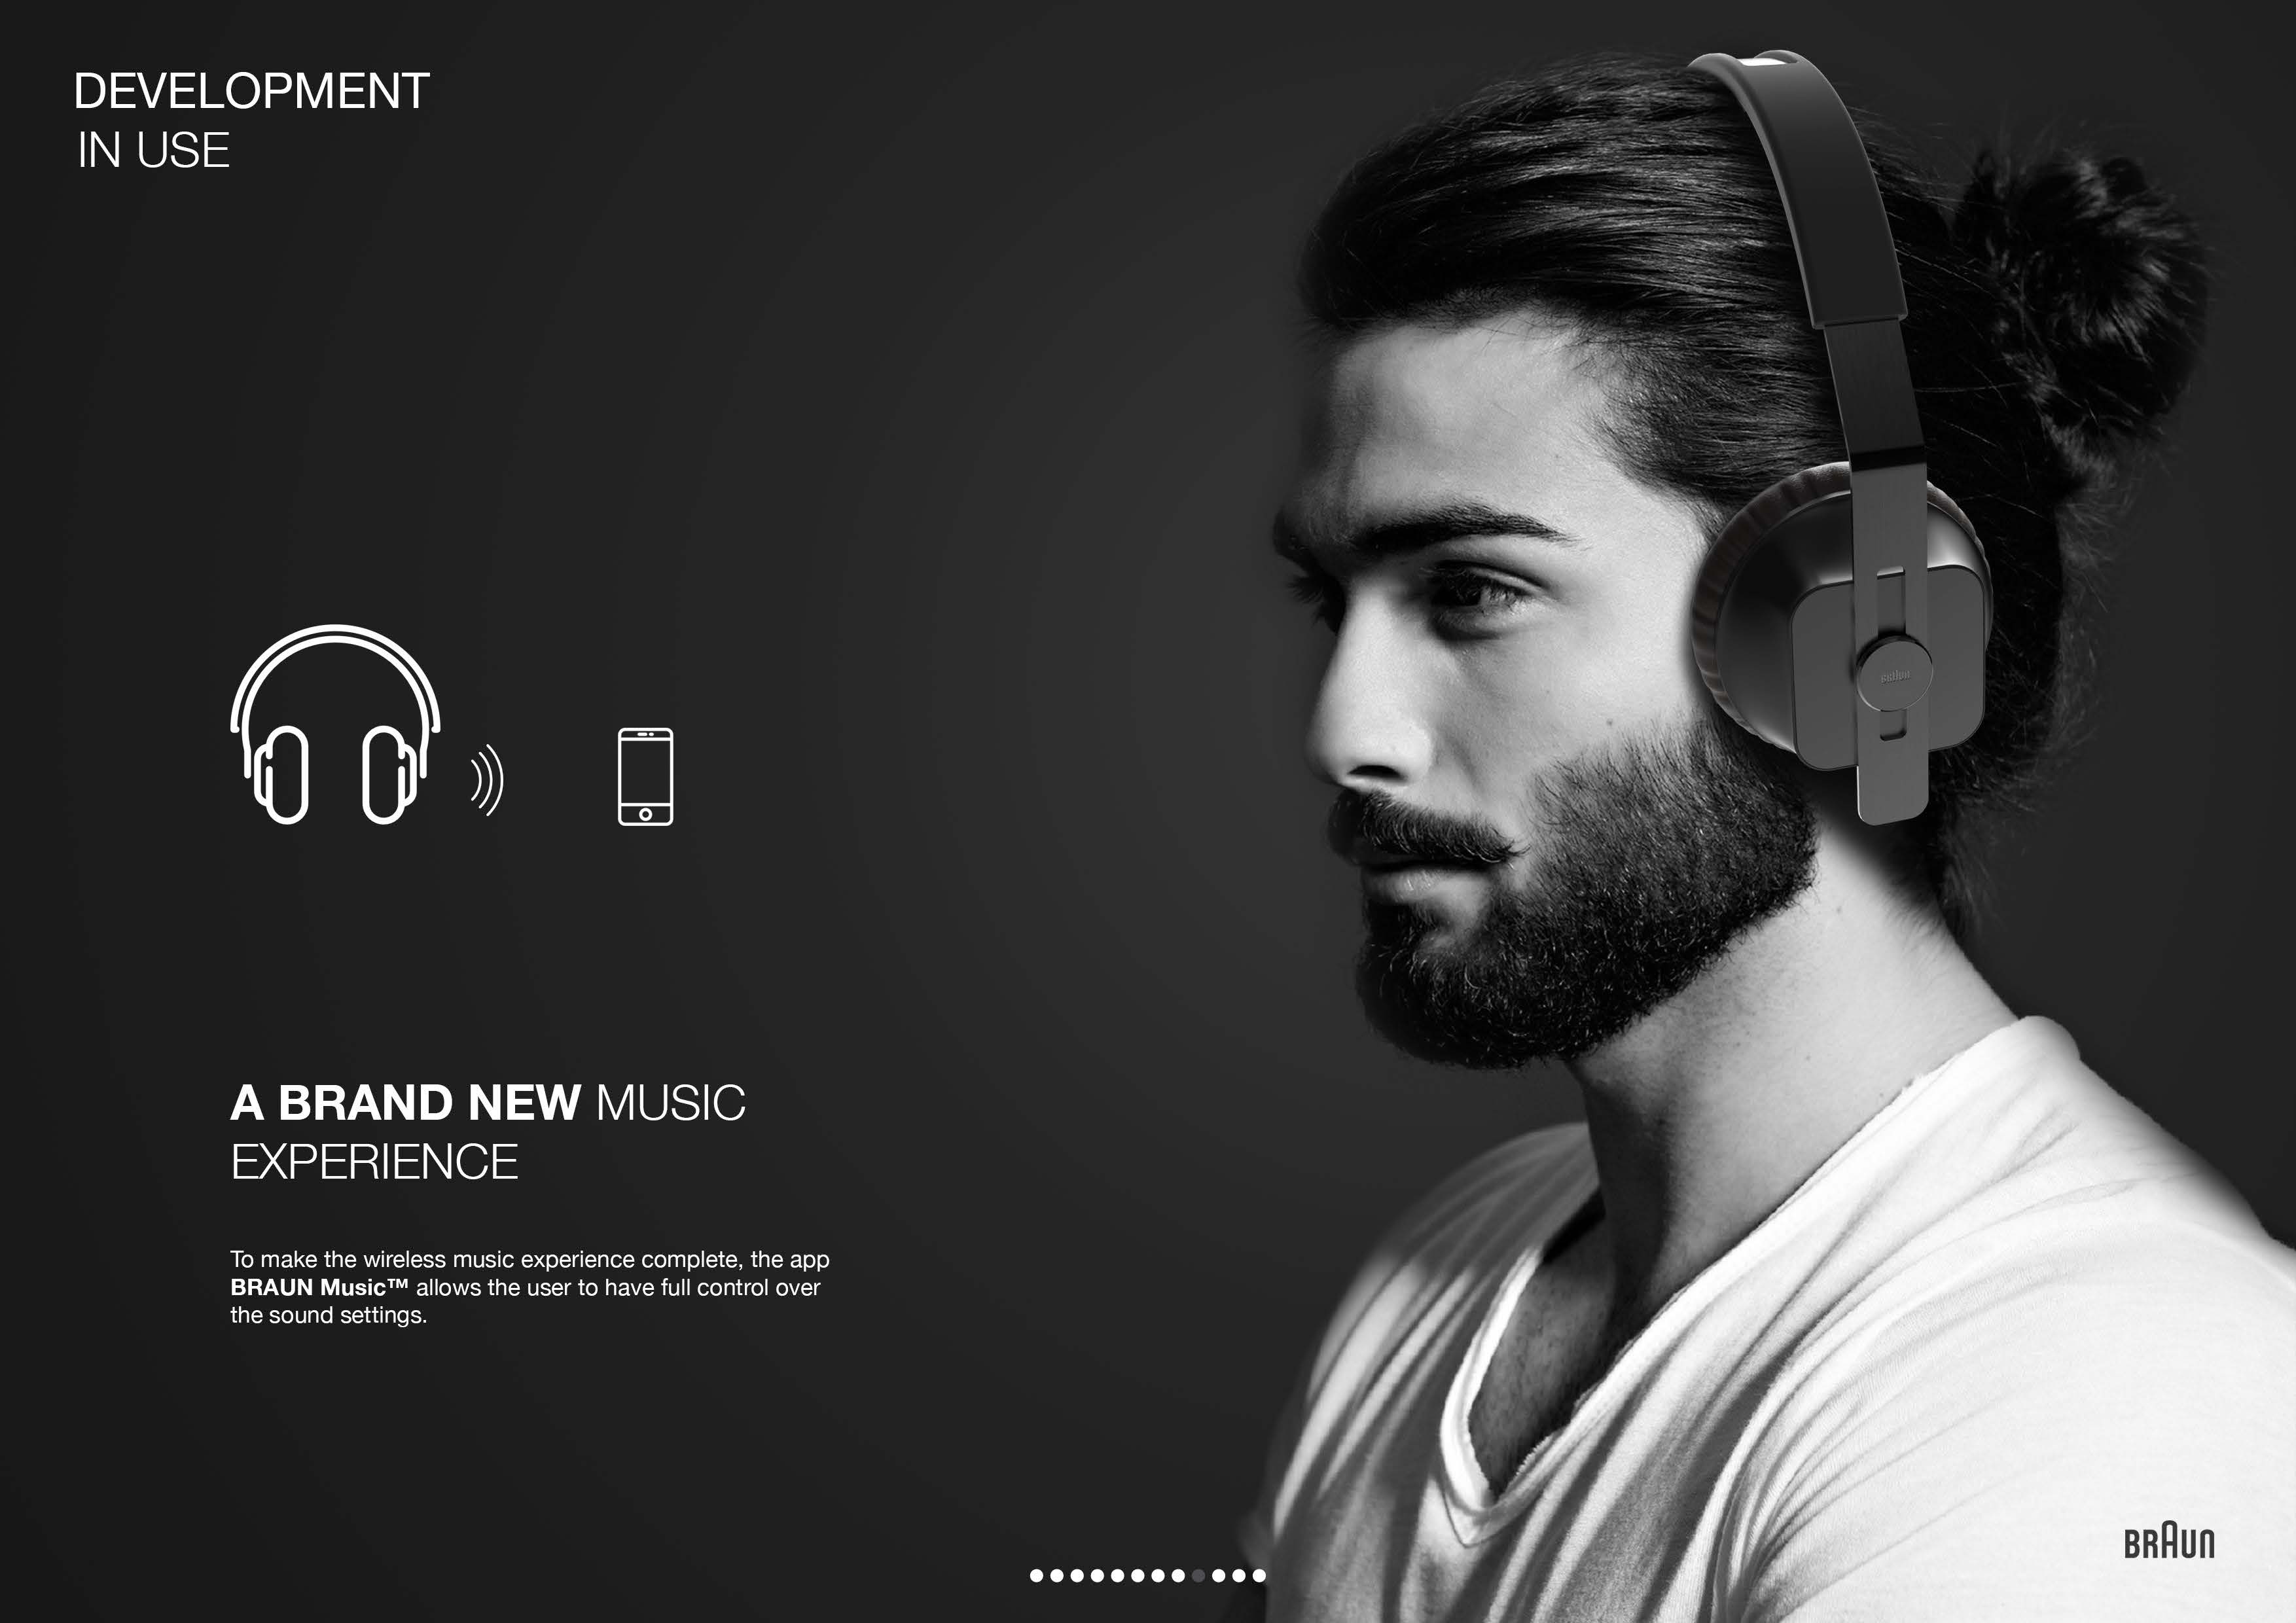 DEVELOPMENT
IN USE
BRAUN
A BRAND NEW MUSIC
EXPERIENCE
To make the wireless music experience complete, the app
BRAUN Music™ allows the user to have full control over
the sound settings.
BRAUN